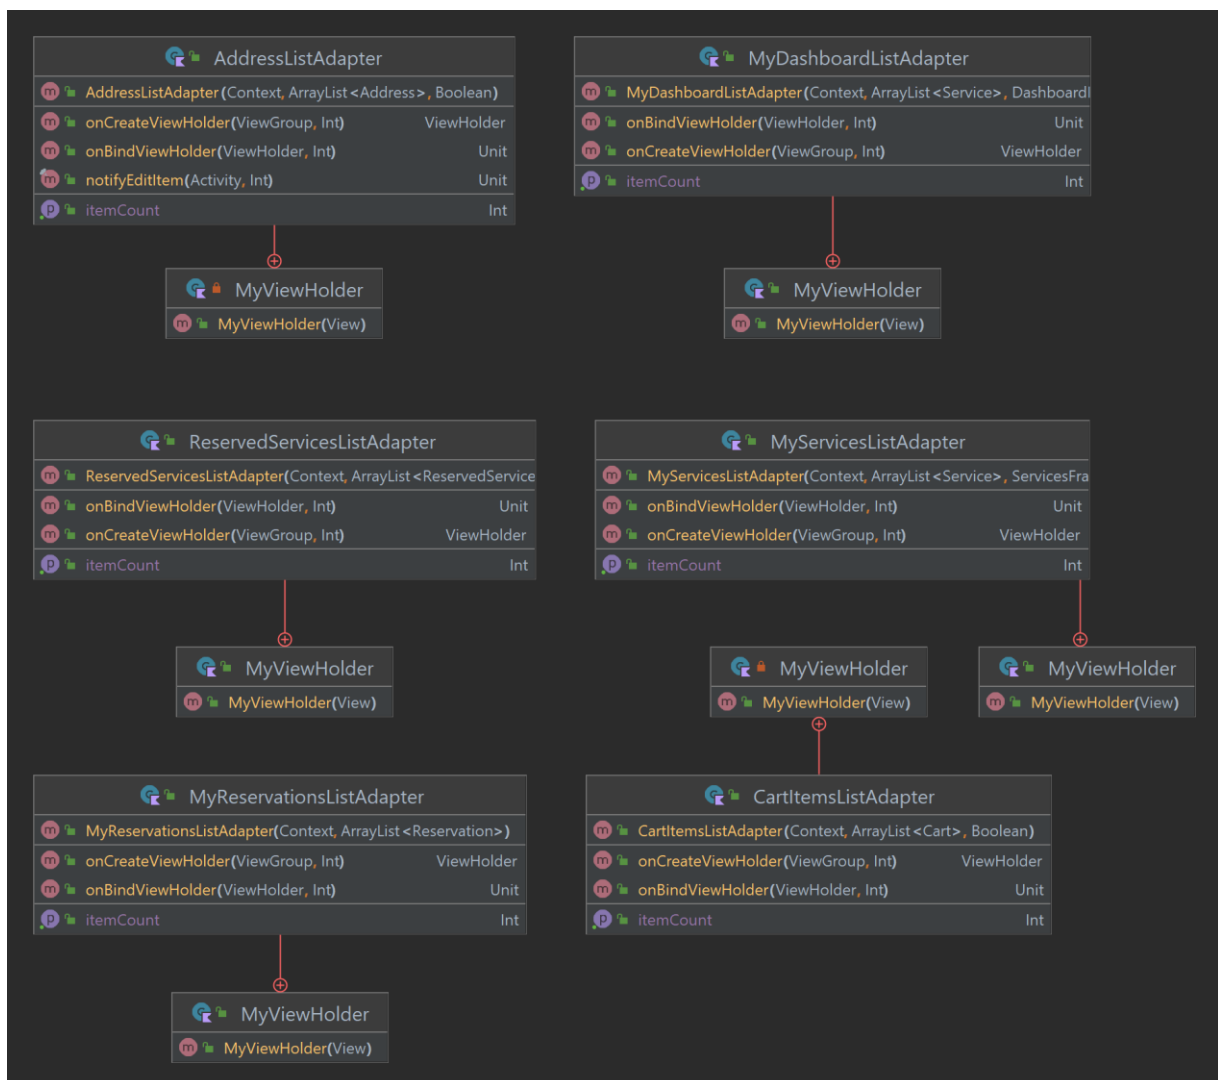 AddressListAdapter
AddressListAdapter(Context, ArrayList<Address>, Boolean)
onCreateViewHolder(ViewGroup, Int) ViewHolder
onBindViewHolder(ViewHolder, Int) Unit
notifyEditItem(Activity, Int) Unit
itemCount Int
MyViewHolder
MyViewHolder(View)
MyDashboardListAdapter
MyDashboardListAdapter(Context, ArrayList<Service>, Dashboard
onBindViewHolder(ViewHolder, Int) Unit
onCreateViewHolder(ViewGroup, Int) ViewHolder
itemCount Int
MyViewHolder
MyViewHolder(View)
ReservedServicesListAdapter
ReservedServicesListAdapter(Context, ArrayList<ReservedService
onBindViewHolder(ViewHolder, Int) Unit
onCreateViewHolder(ViewGroup, Int) ViewHolder
itemCount Int
MyViewHolder
MyViewHolder(View)
MyServicesListAdapter
MyServicesListAdapter(Context, ArrayList<Service>, ServicesFra
onBindViewHolder(ViewHolder, Int) Unit
onCreateViewHolder(ViewGroup, Int) ViewHolder
itemCount Int
MyViewHolder
MyViewHolder(View)
MyViewHolder
MyViewHolder(View)
MyReservationsListAdapter
MyReservationsListAdapter(Context, ArrayList<Reservation>)
onCreateViewHolder(ViewGroup, Int) ViewHolder
onBindViewHolder(ViewHolder, Int) Unit
itemCount Int
MyViewHolder
MyViewHolder(View)
CartItemsListAdapter
CartItemsListAdapter(Context, ArrayList<Cart>, Boolean)
onCreateViewHolder(ViewGroup, Int) ViewHolder
onBindViewHolder(ViewHolder, Int) Unit
itemCount Int